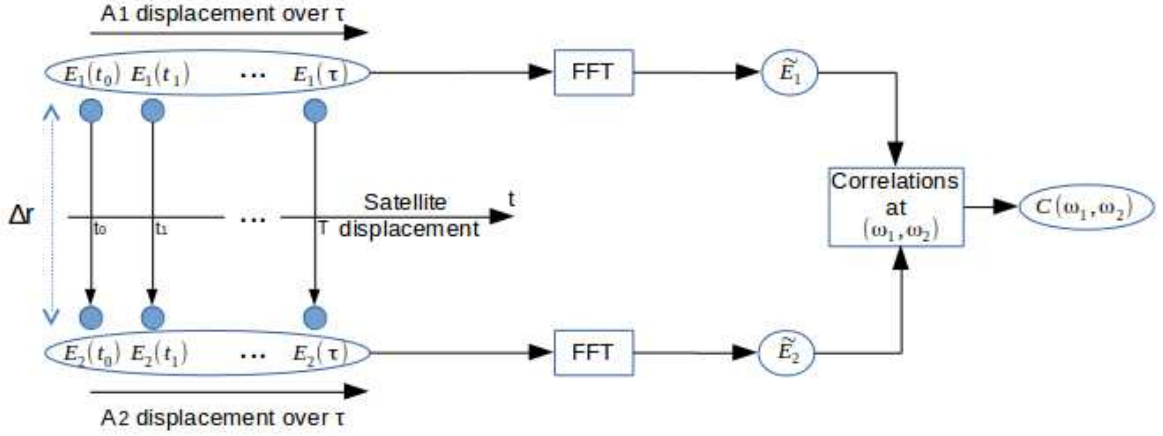 A1 displacement over τ
E₁(t₀) E₁(t₁) ... E₁(τ)
FFT
Ẽ₁
Δr
Satellite
displacement
t
t₀ t₁ ... T
Correlations
at
(ω₁,ω₂)
C(ω₁,ω₂)
E₂(t₀) E₂(t₁) ... E₂(τ)
FFT
Ẽ₂
A2 displacement over τ